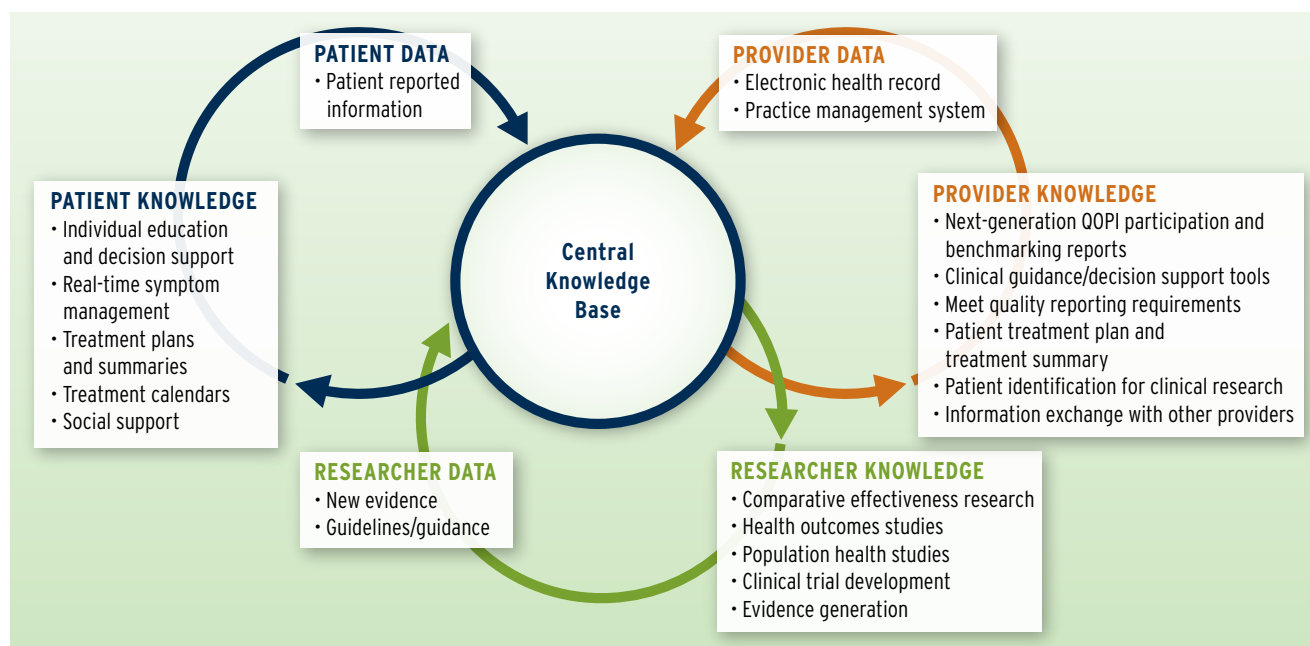 PATIENT DATA
· Patient reported
information
PROVIDER DATA
· Electronic health record
· Practice management system
PATIENT KNOWLEDGE
· Individual education
and decision support
· Real-time symptom
management
· Treatment plans
and summaries
· Treatment calendars
· Social support
Central
Knowledge
Base
PROVIDER KNOWLEDGE
· Next-generation QOPI participation and
benchmarking reports
· Clinical guidance/decision support tools
· Meet quality reporting requirements
· Patient treatment plan and
treatment summary
· Patient identification for clinical research
· Information exchange with other providers
RESEARCHER DATA
· New evidence
· Guidelines/guidance
RESEARCHER KNOWLEDGE
· Comparative effectiveness research
· Health outcomes studies
· Population health studies
· Clinical trial development
· Evidence generation